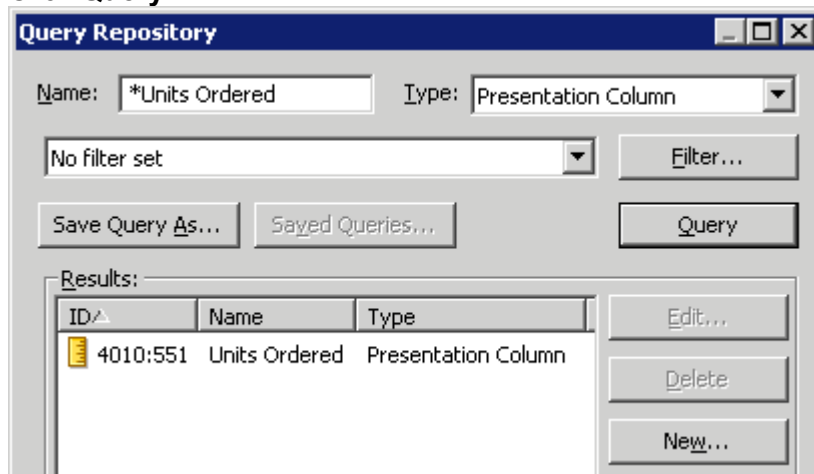 Query Repository
Name: *Units Ordered Type: Presentation Column
No filter set Filter...
Save Query As... Saved Queries... Query
Results:
ID Name Type Edit...
4010:551 Units Ordered Presentation Column
Delete
New...